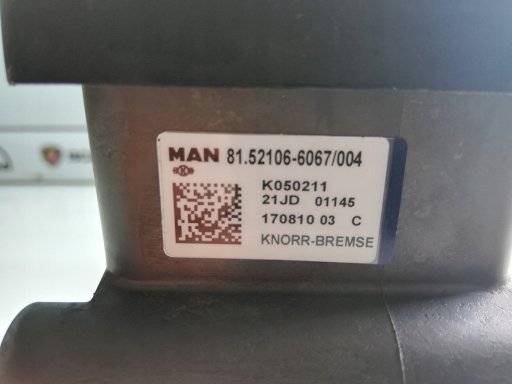 MAN 81.52106-6067/004
K050211
21JD 01145
170810 03 C
KNORR-BREMSE